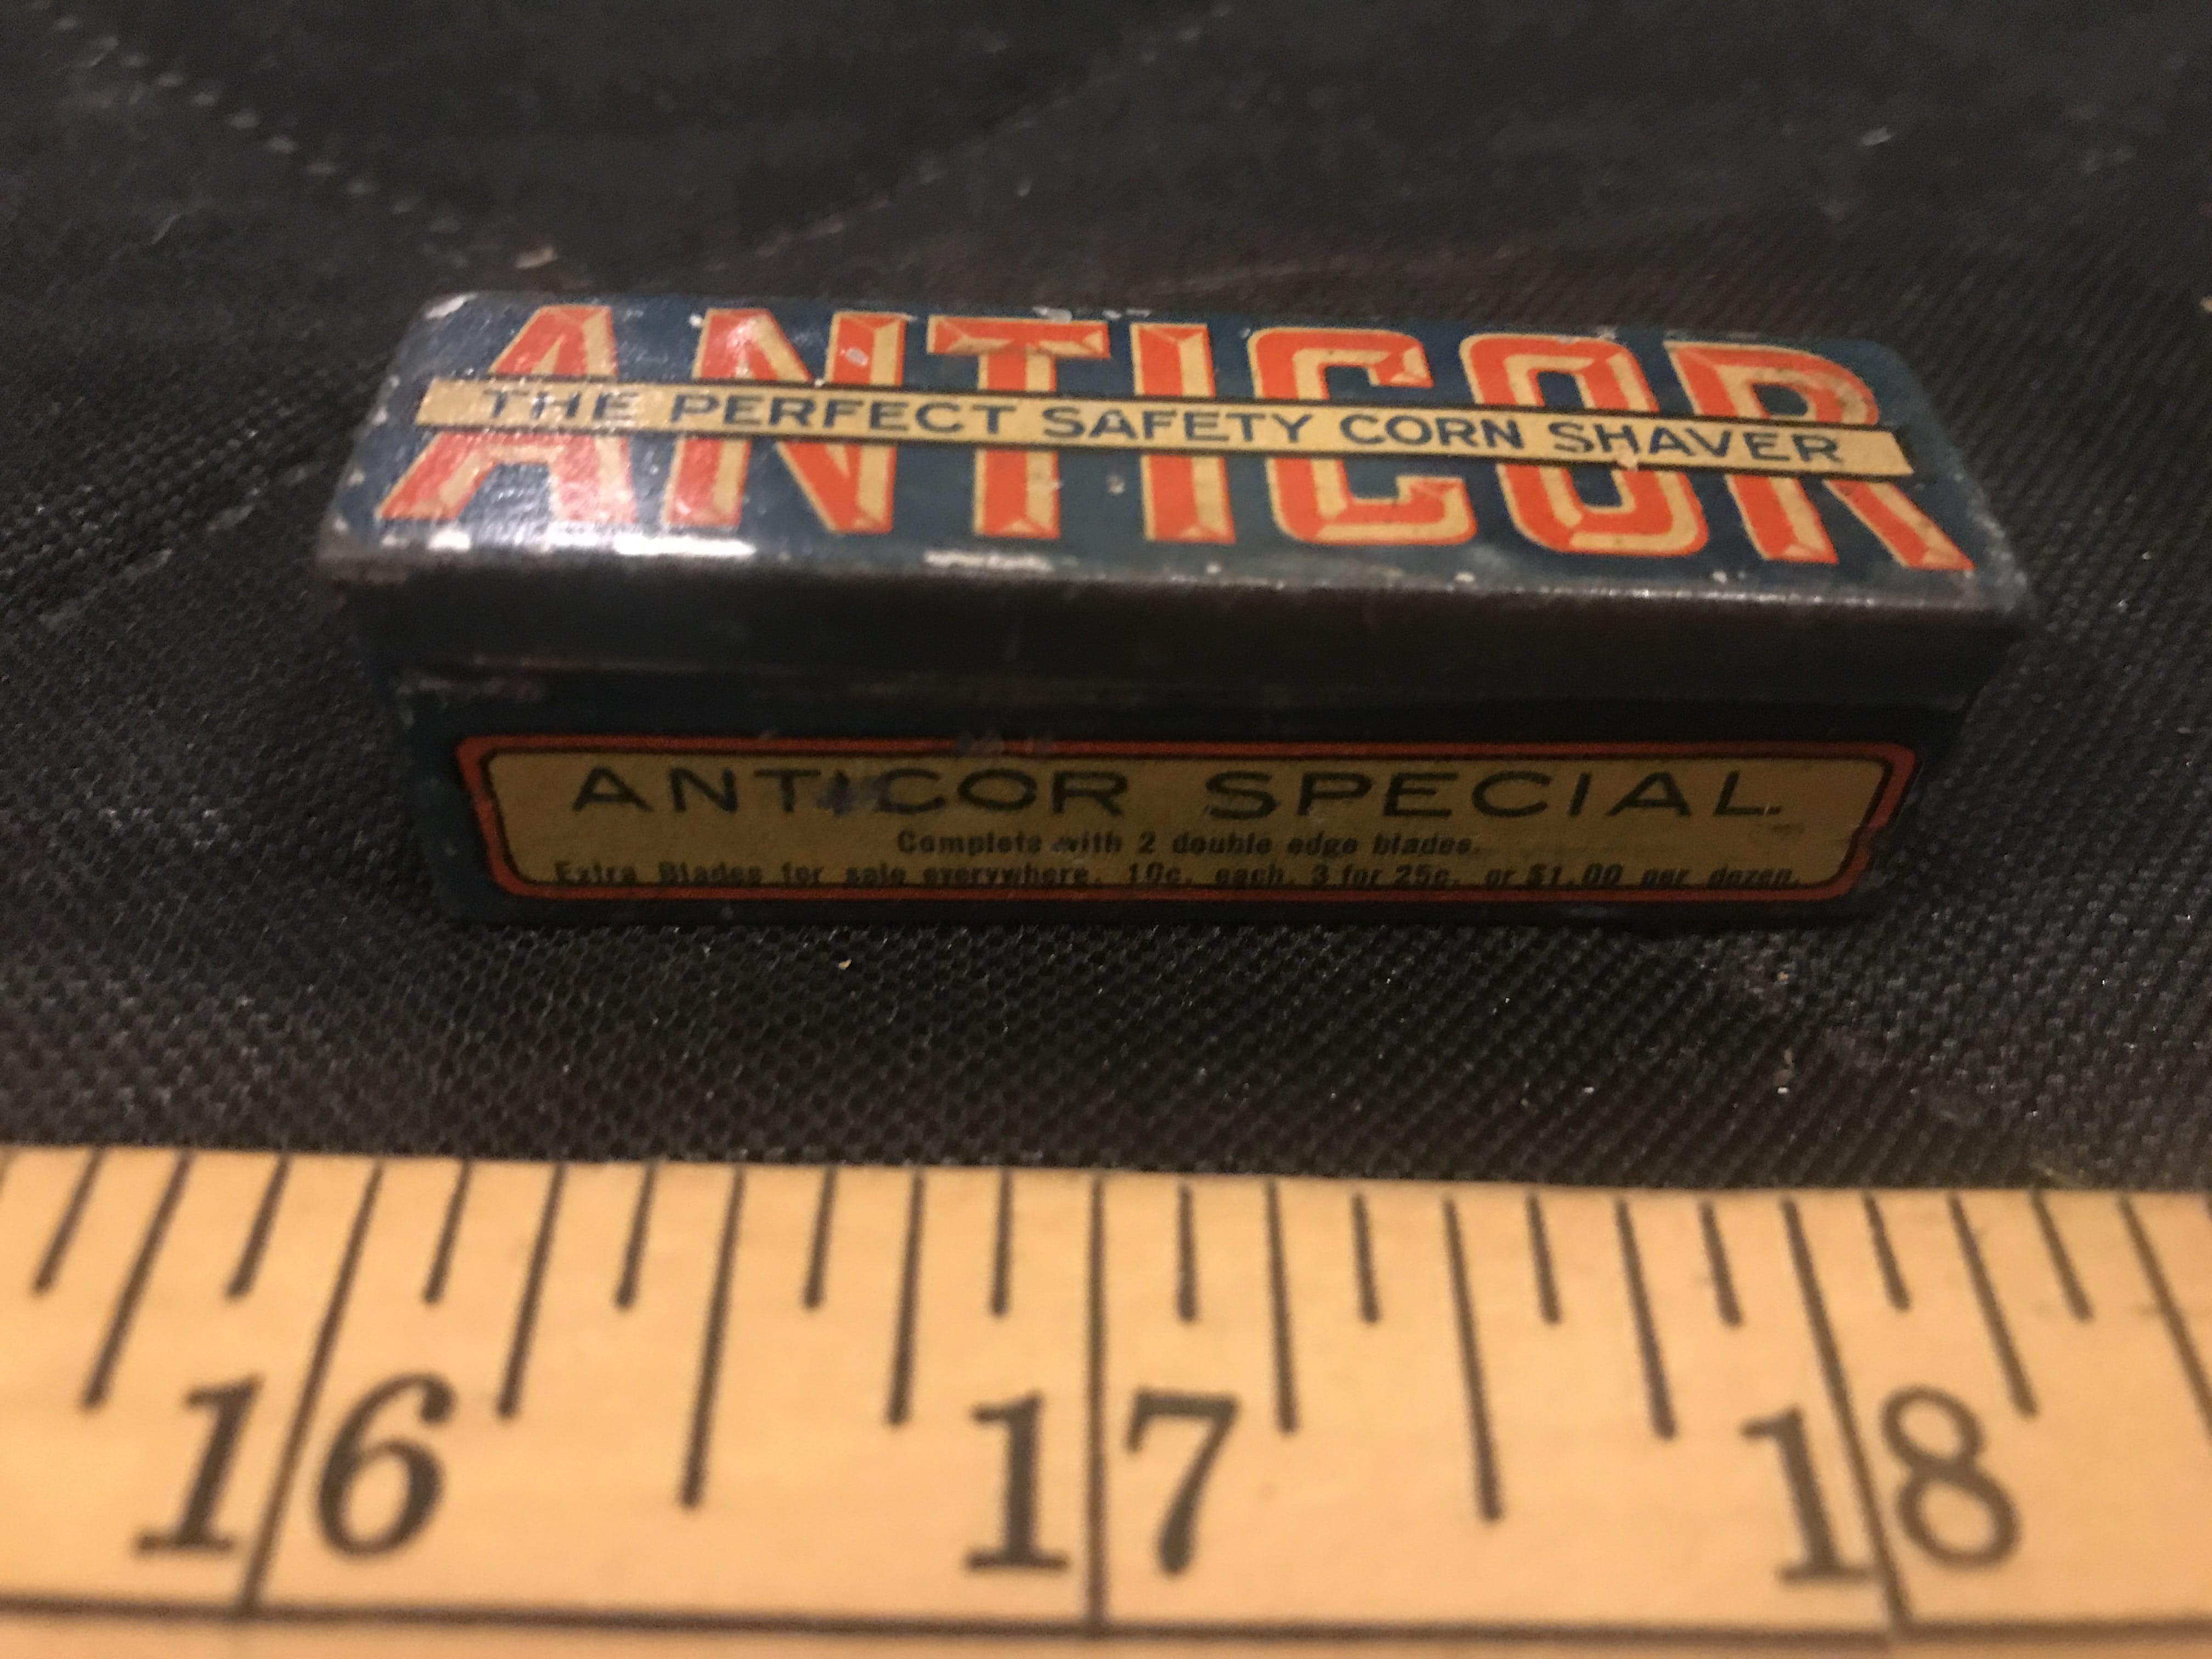 ANTICOR
THE PERFECT SAFETY CORN SHAVER
ANTICOR SPECIAL
Complete with 2 double edge blades.
Extra Blades for sale everywhere. 10c. each. 3 for 25c. or $1.00 per dozen.
16 17 18